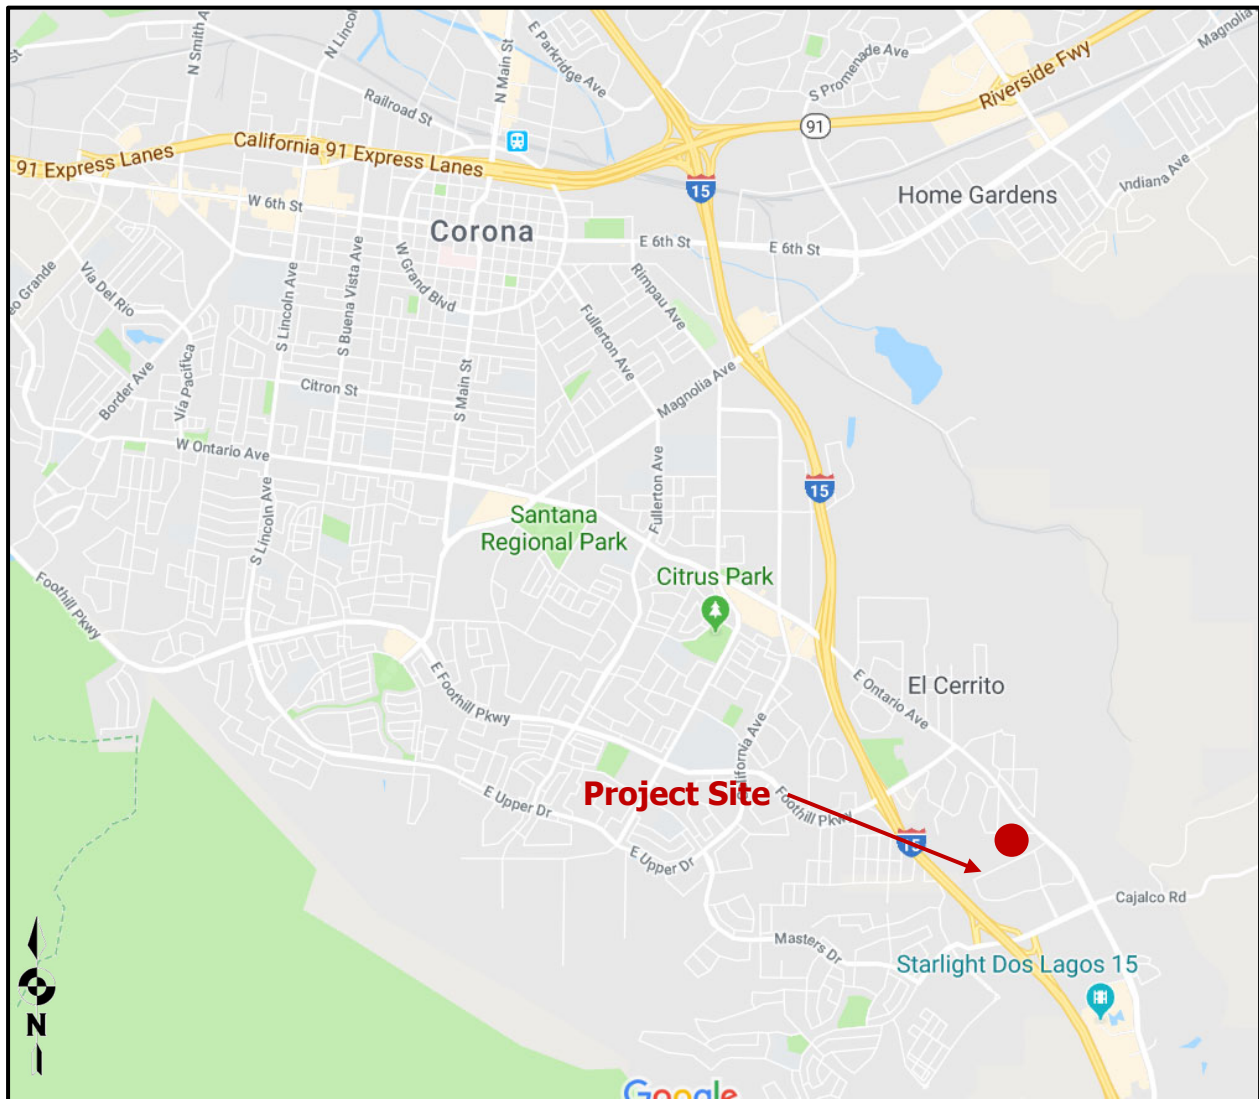 N Smith A
N Lincol
N Main St
E Parkridge Ave
S Promenade Ave
Magnolia
St
Railroad St
Riverside Fwy
91
91 Express Lanes
California 91 Express Lanes
15
Indiana Ave
Home Gardens
W 6th St
Corona
E 6th St
E 6th St
eo Grande
Via Del Rio
S Lincoln Ave
S Buena Vista Ave
W Grand Blvd
Rimpau Ave
Fullerton Ave
Border Ave
Via Pacifica
Citron St
S Main St
Magnolia Ave
W Ontario Ave
Fullerton Ave
15
S Lincoln Ave
Santana
Regional Park
Citrus Park
Foothill Pkwy
E Foothill Pkwy
E Ontario Ave
El Cerrito
California Ave
Project Site
Foothill Pkwy
E Upper Dr
15
E Upper Dr
Cajalco Rd
Masters Dr
Starlight Dos Lagos 15
N
Google